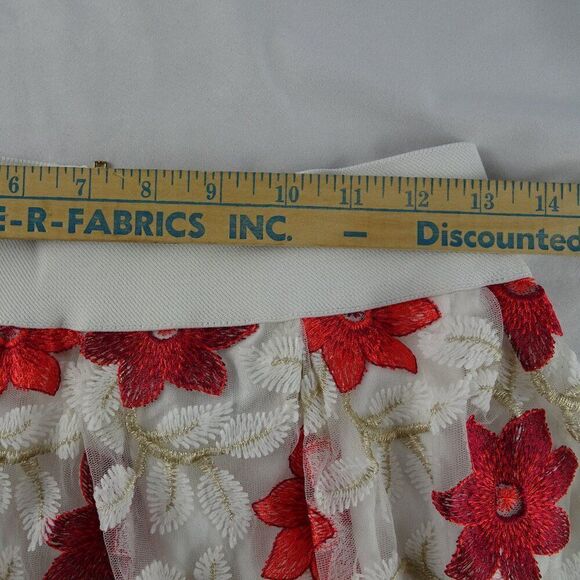 6 7 8 9 10 11 12 13 14
E-R-FABRICS INC. — Discounted